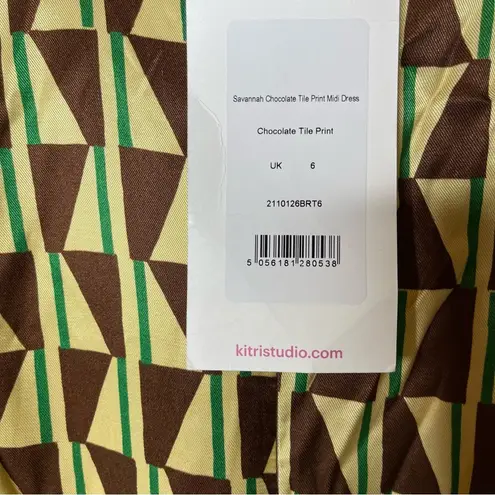 Savannah Chocolate Tile Print Midi Dress
Chocolate Tile Print
UK 6
2110126BRT6
5 056181 280538
kitristudio.com